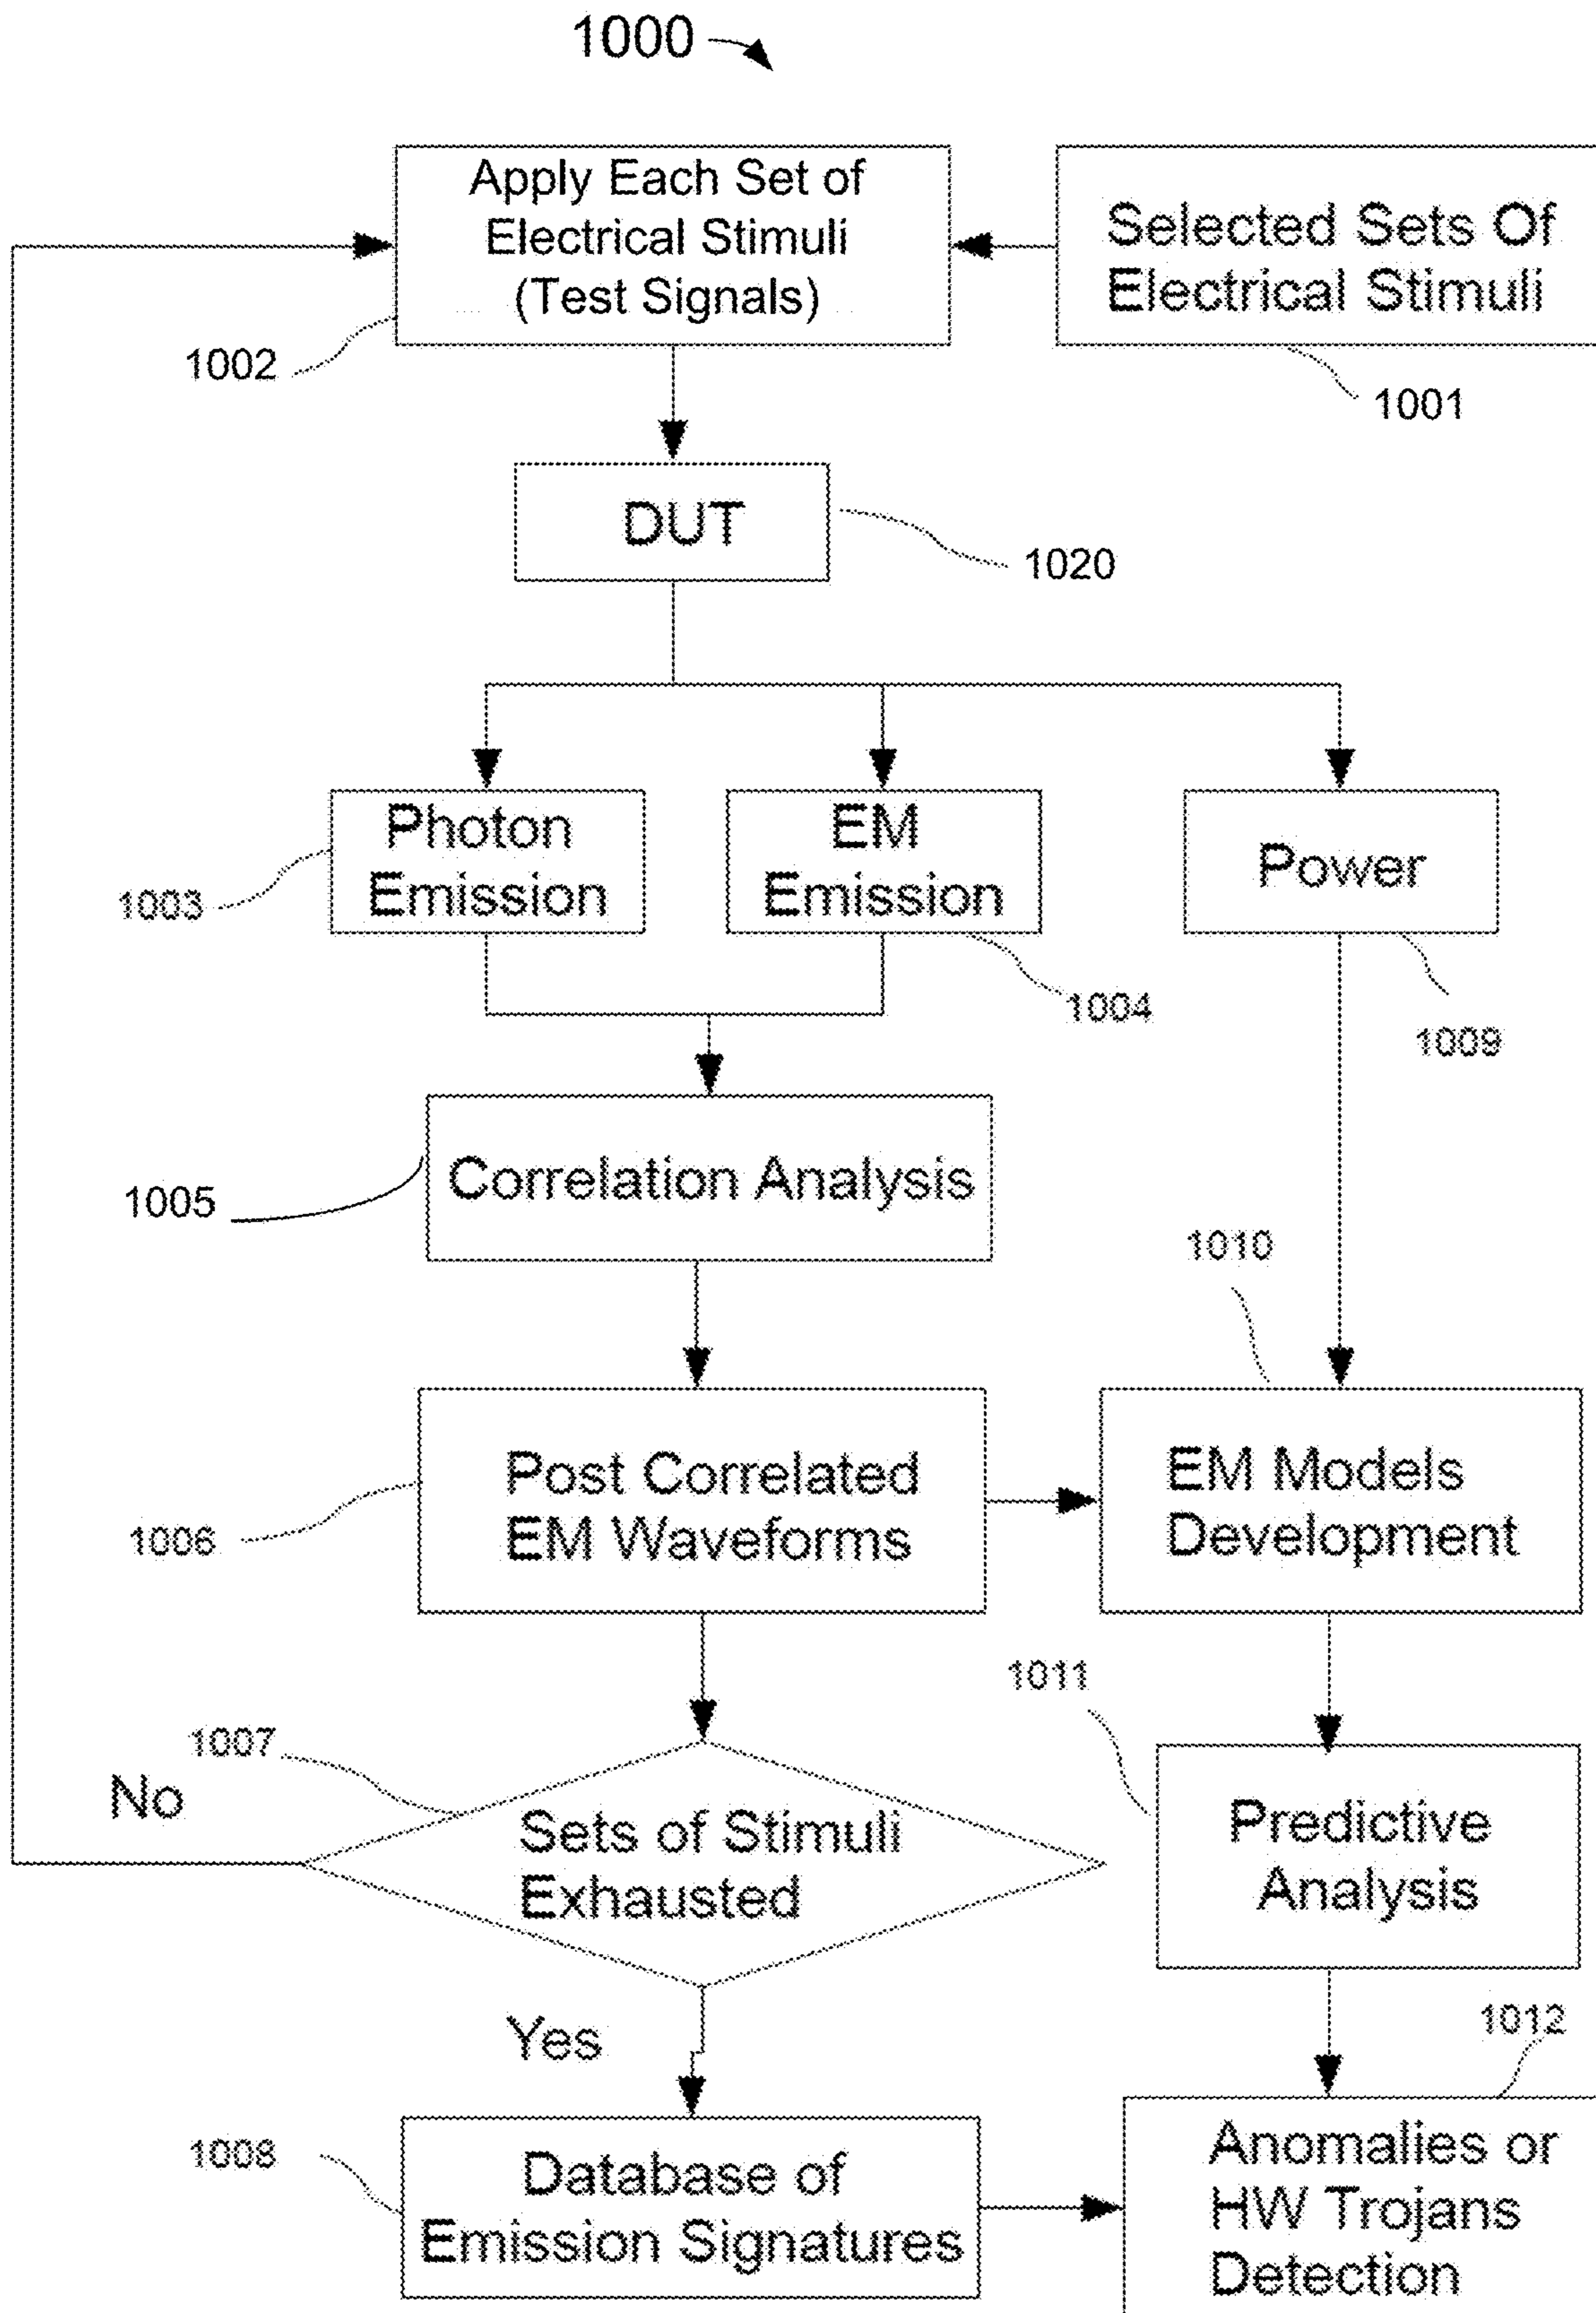 1000
Apply Each Set of
Electrical Stimuli
(Test Signals)
Selected Sets Of
Electrical Stimuli
1002
1001
DUT
1020
Photon
Emission
EM
Emission
Power
1003
1004
1009
Correlation Analysis
1005
1010
Post Correlated
EM Waveforms
EM Models
Development
1006
1011
1007
No
Sets of Stimuli
Exhausted
Predictive
Analysis
Yes
1012
1008
Database of
Emission Signatures
Anomalies or
HW Trojans
Detection